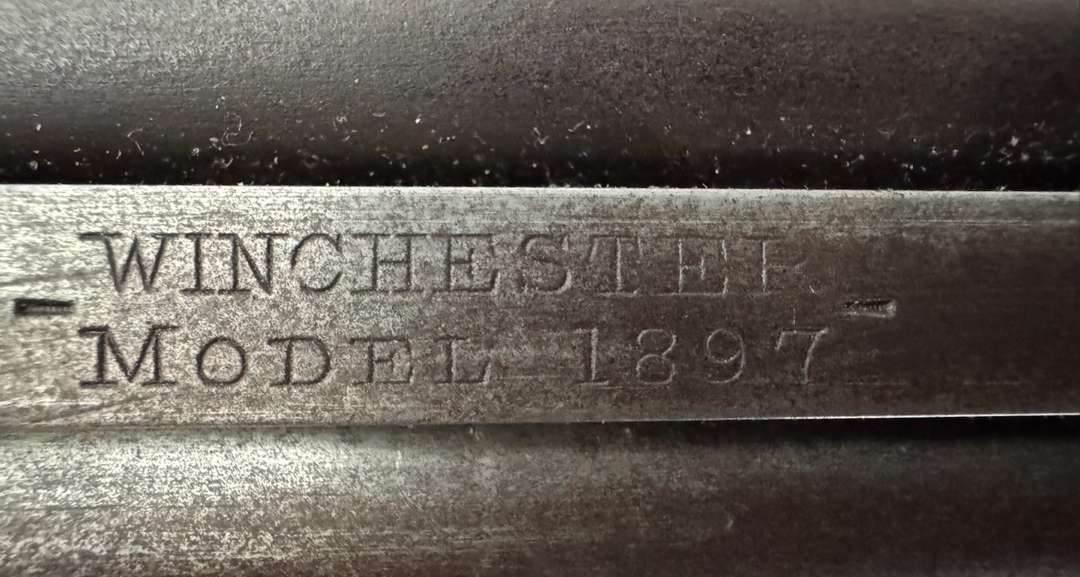 WINCHESTER
- MODEL 1897 -